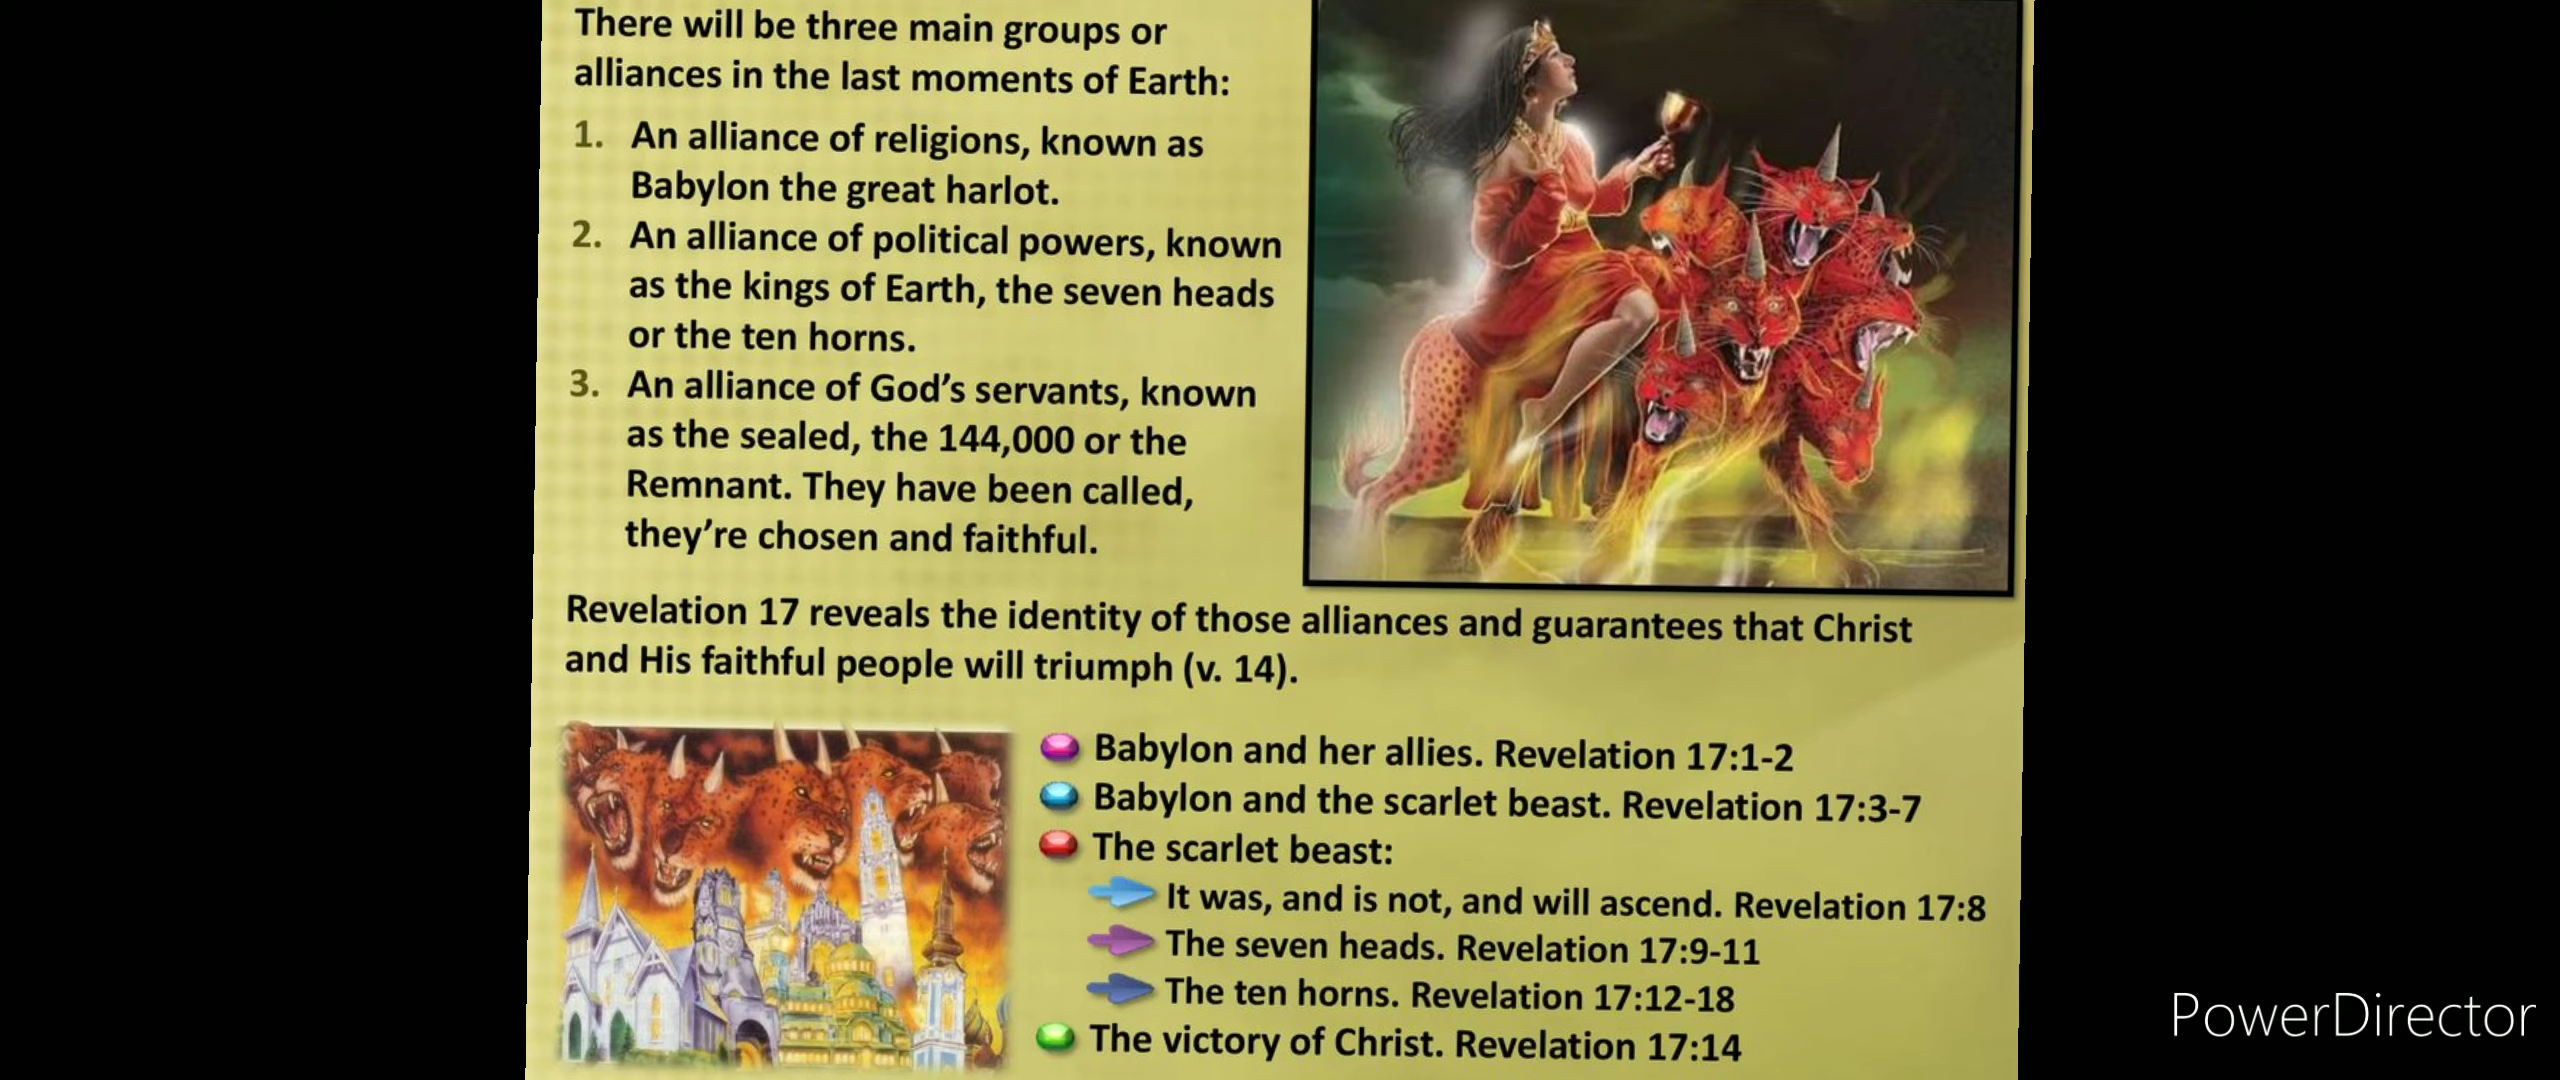 There will be three main groups or
alliances in the last moments of Earth:
1. An alliance of religions, known as
Babylon the great harlot.
2. An alliance of political powers, known
as the kings of Earth, the seven heads
or the ten horns.
3. An alliance of God's servants, known
as the sealed, the 144,000 or the
Remnant. They have been called,
they're chosen and faithful.
Revelation 17 reveals the identity of those alliances and guarantees that Christ
and His faithful people will triumph (v. 14).
Babylon and her allies. Revelation 17:1-2
Babylon and the scarlet beast. Revelation 17:3-7
The scarlet beast:
It was, and is not, and will ascend. Revelation 17:8
The seven heads. Revelation 17:9-11
The ten horns. Revelation 17:12-18
The victory of Christ. Revelation 17:14
PowerDirector